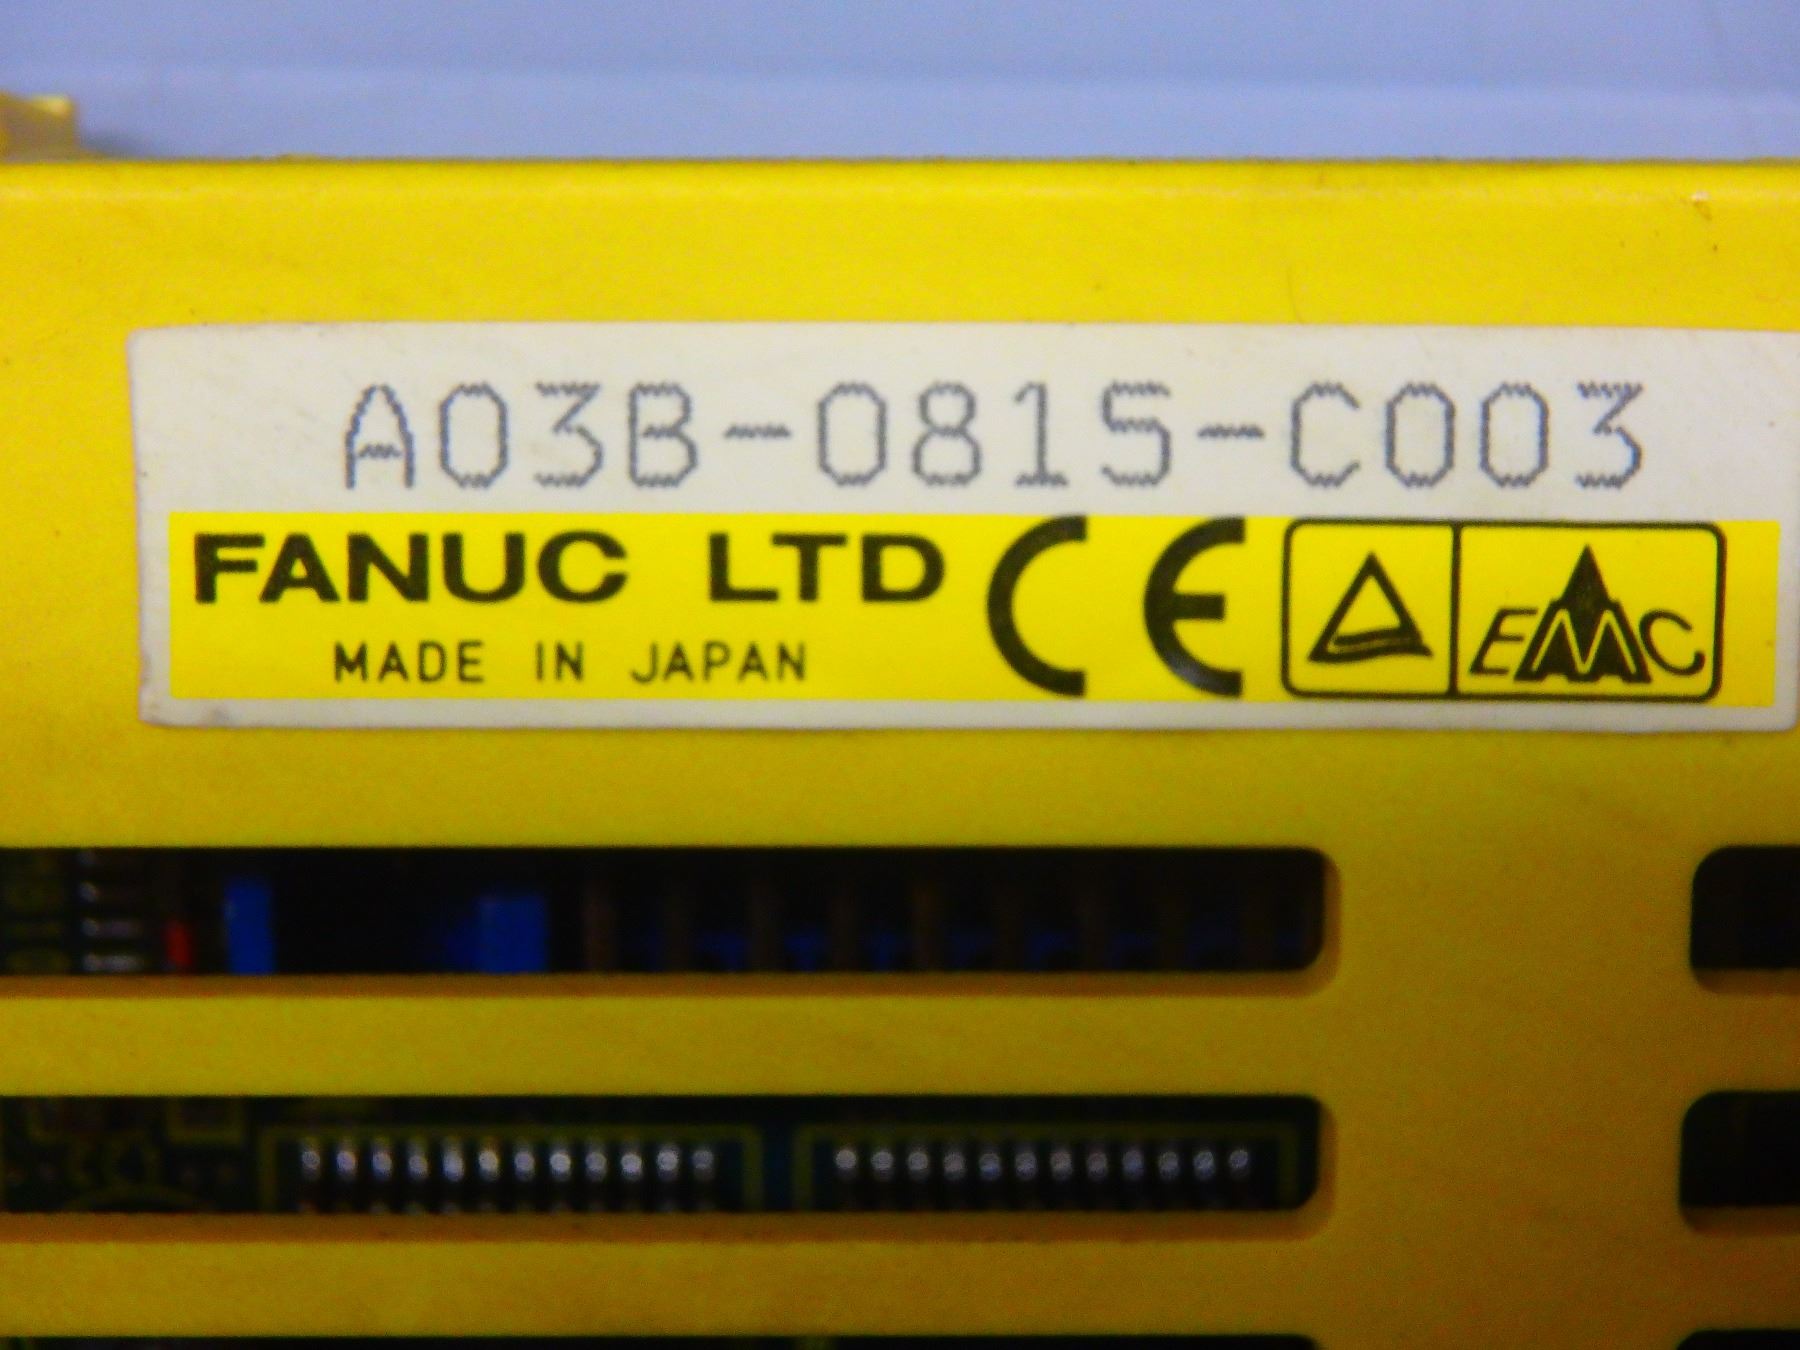 A03B-0815-C003
FANUC LTD CE EMC
MADE IN JAPAN